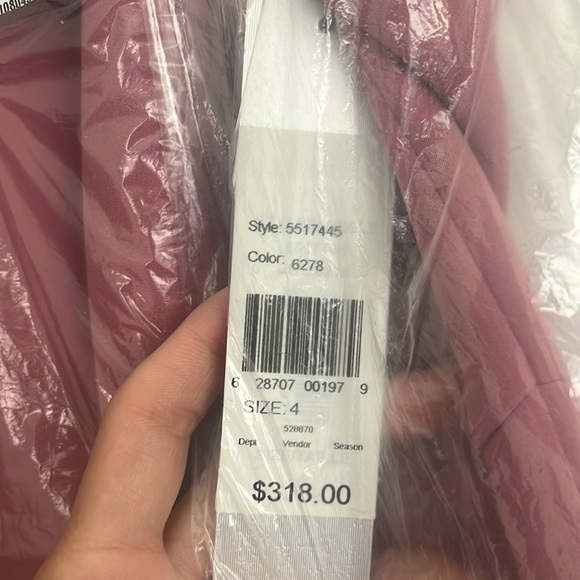 Style: 5517445
Color: 6278
6 28707 00197 9
SIZE: 4
528870
Dept Vendor Season
$318.00